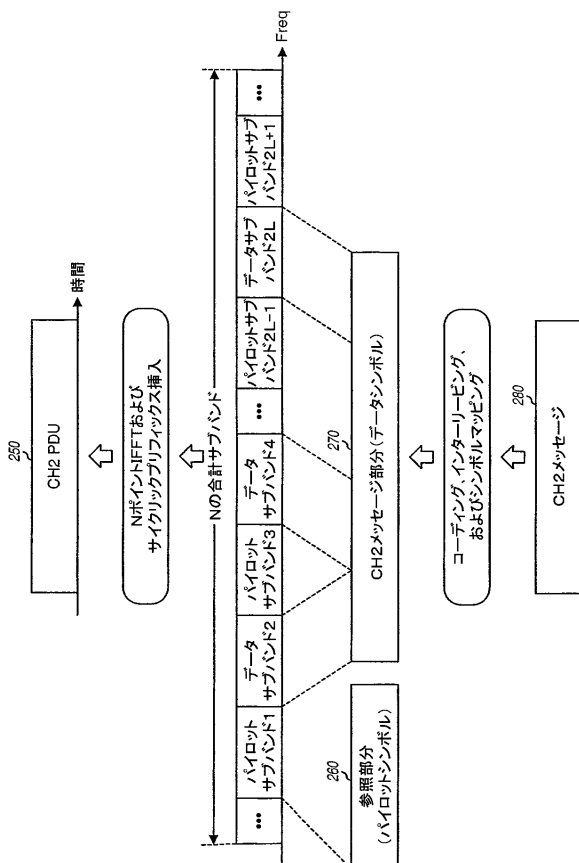 250
CH2 PDU
時間
NポイントIFFTおよび
サイクリックプリフィックス挿入
Nの合計サブバンド
•••
パイロット
サブバンド1
データ
サブバンド2
パイロット
サブバンド3
データ
サブバンド4
•••
パイロットサブ
バンド2L-1
データサブ
バンド2L
パイロットサブ
バンド2L+1
•••
Freq
260
参照部分
(パイロットシンボル)
270
CH2メッセージ部分(データシンボル)
コーディング、インターリービング、
およびシンボルマッピング
280
CH2メッセージ